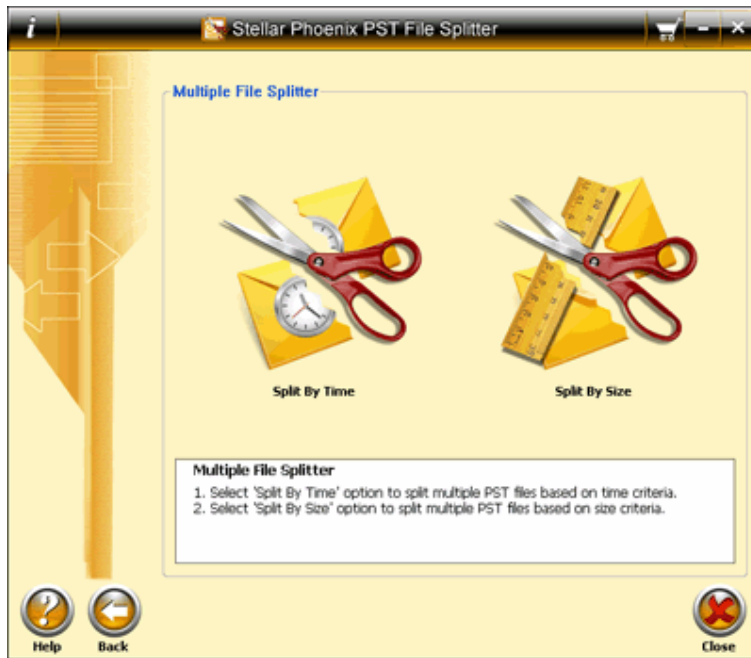 i
Stellar Phoenix PST File Splitter
Multiple File Splitter
Split By Time
Split By Size
Multiple File Splitter
1. Select 'Split By Time' option to split multiple PST files based on time criteria.
2. Select 'Split By Size' option to split multiple PST files based on size criteria.
?
Help
Back
Close